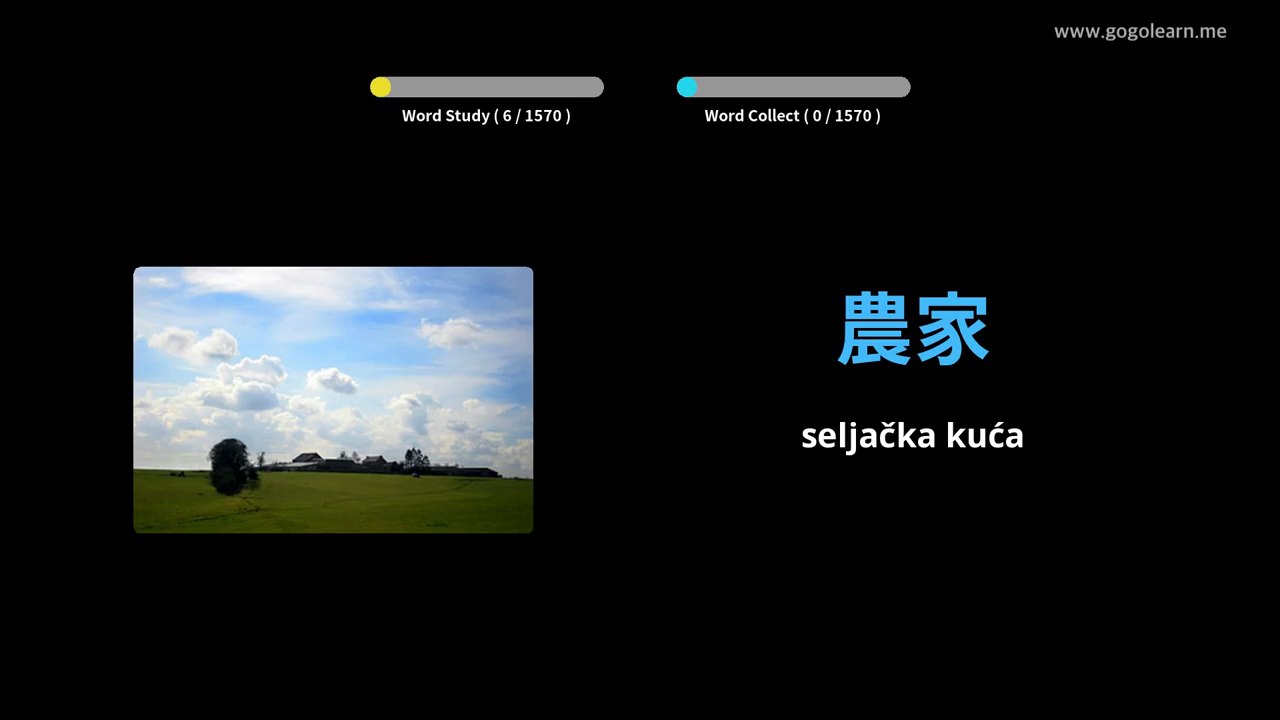 www.gogolearn.me
Word Study ( 6 / 1570 )
Word Collect ( 0 / 1570 )
農家
seljačka kuća